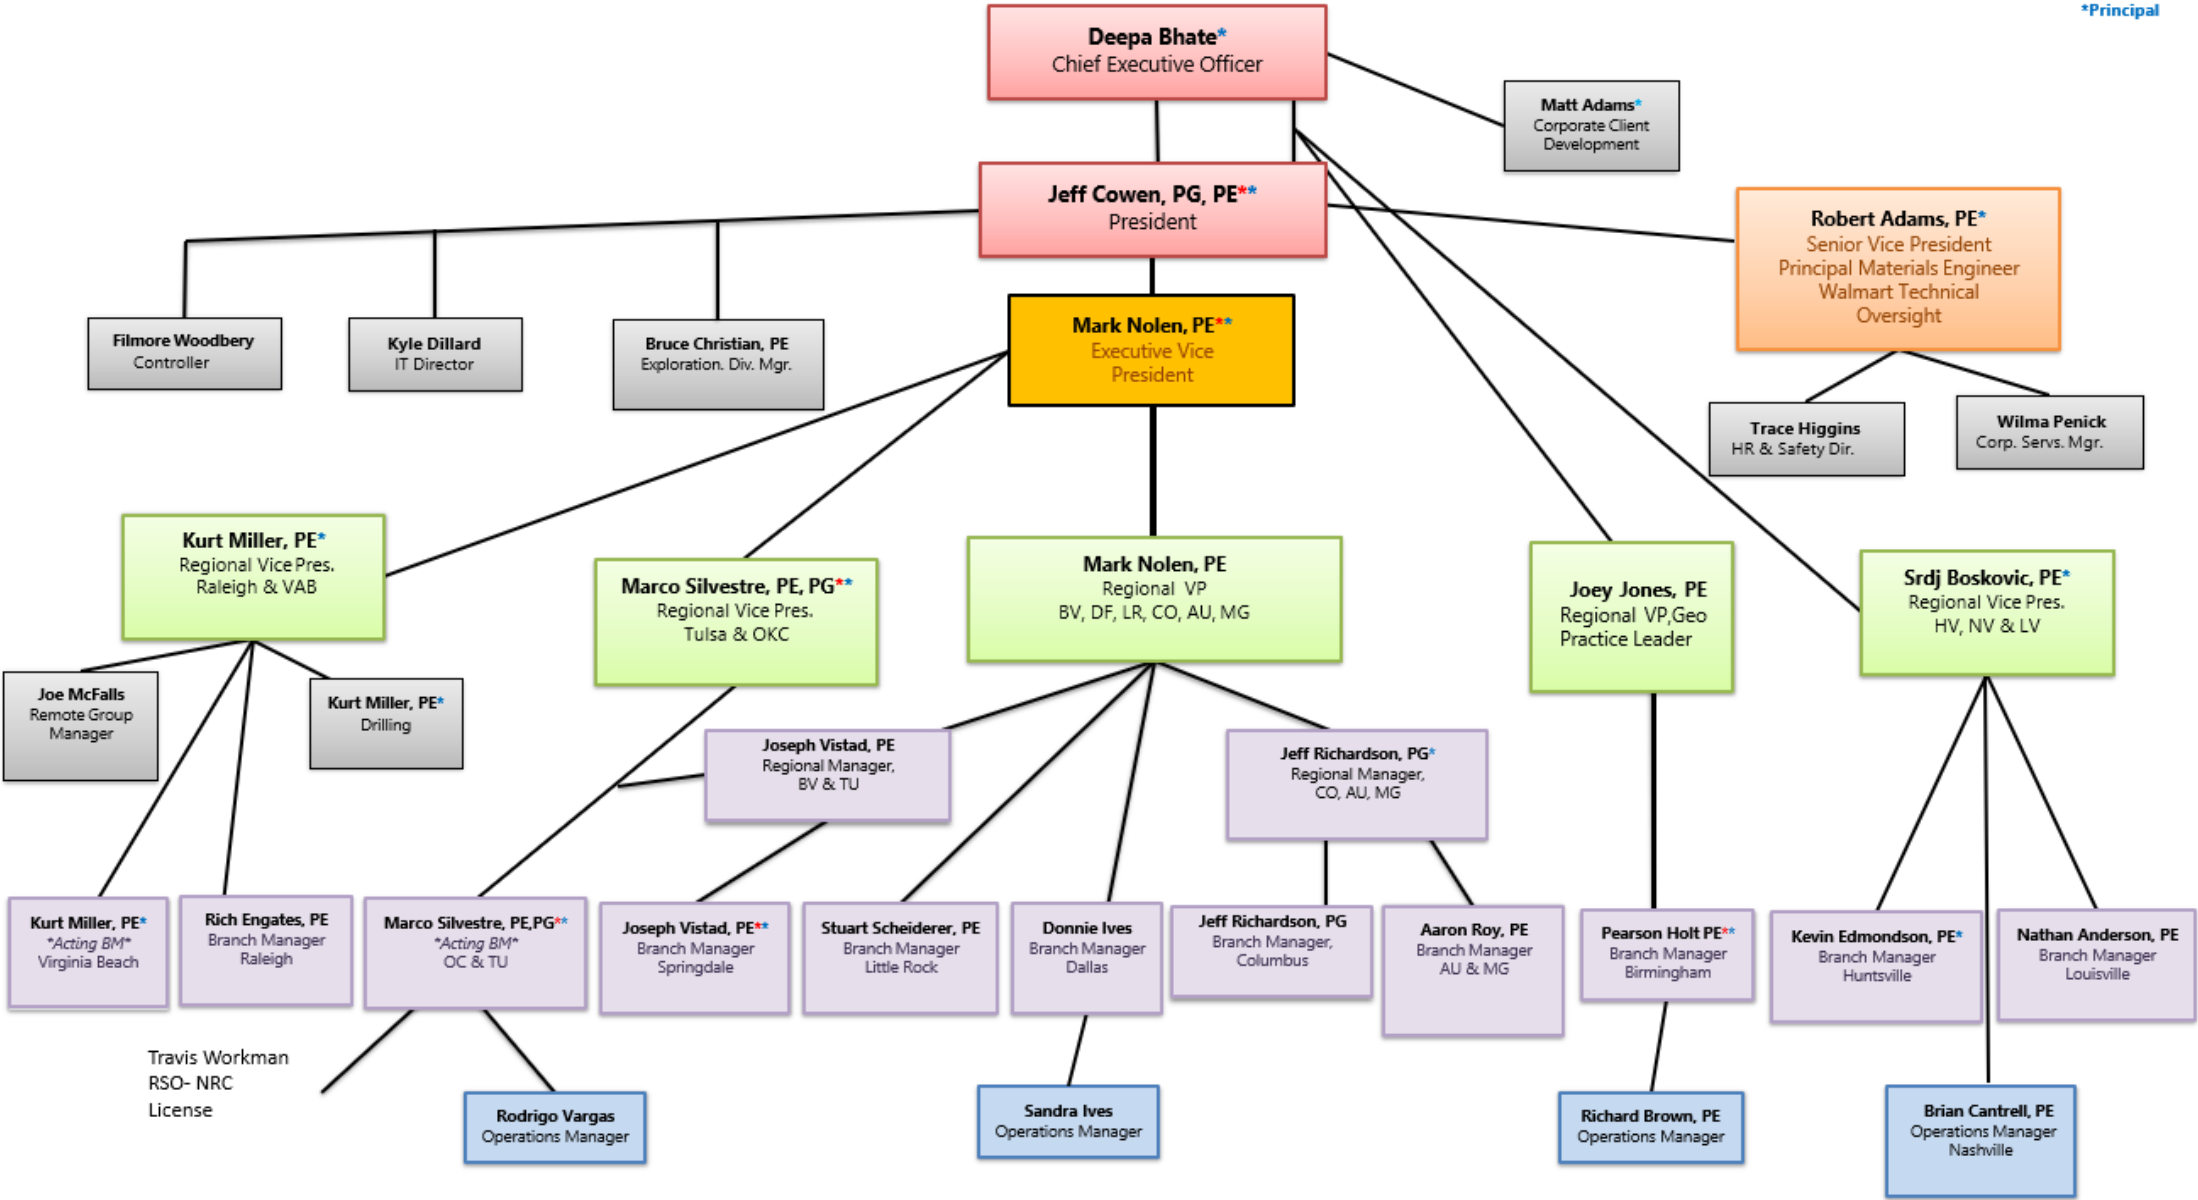 *Principal
Deepa Bhate*
Chief Executive Officer
Matt Adams*
Corporate Client
Development
Jeff Cowen, PG, PE**
President
Robert Adams, PE*
Senior Vice President
Principal Materials Engineer
Walmart Technical
Oversight
Filmore Woodbery
Controller
Kyle Dillard
IT Director
Bruce Christian, PE
Exploration. Div. Mgr.
Mark Nolen, PE**
Executive Vice
President
Trace Higgins
HR & Safety Dir.
Wilma Penick
Corp. Servs. Mgr.
Kurt Miller, PE*
Regional Vice Pres.
Raleigh & VAB
Marco Silvestre, PE, PG**
Regional Vice Pres.
Tulsa & OKC
Mark Nolen, PE
Regional VP
BV, DF, LR, CO, AU, MG
Joey Jones, PE
Regional VP,Geo
Practice Leader
Srdj Boskovic, PE*
Regional Vice Pres.
HV, NV & LV
Joe McFalls
Remote Group
Manager
Kurt Miller, PE*
Drilling
Joseph Vistad, PE
Regional Manager,
BV & TU
Jeff Richardson, PG*
Regional Manager,
CO, AU, MG
Kurt Miller, PE*
*Acting BM*
Virginia Beach
Rich Engates, PE
Branch Manager
Raleigh
Marco Silvestre, PE,PG**
*Acting BM*
OC & TU
Joseph Vistad, PE**
Branch Manager
Springdale
Stuart Scheiderer, PE
Branch Manager
Little Rock
Donnie Ives
Branch Manager
Dallas
Jeff Richardson, PG
Branch Manager,
Columbus
Aaron Roy, PE
Branch Manager
AU & MG
Pearson Holt PE**
Branch Manager
Birmingham
Kevin Edmondson, PE*
Branch Manager
Huntsville
Nathan Anderson, PE
Branch Manager
Louisville
Travis Workman
RSO- NRC
License
Rodrigo Vargas
Operations Manager
Sandra Ives
Operations Manager
Richard Brown, PE
Operations Manager
Brian Cantrell, PE
Operations Manager
Nashville